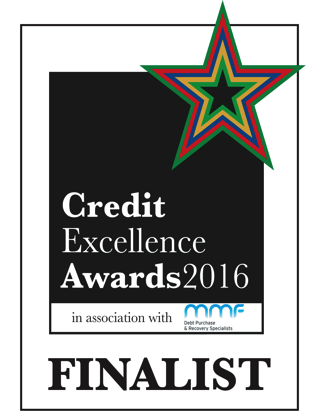 Credit
Excellence
Awards2016
in association with mmf
Debt Purchase
& Recovery Specialists
FINALIST